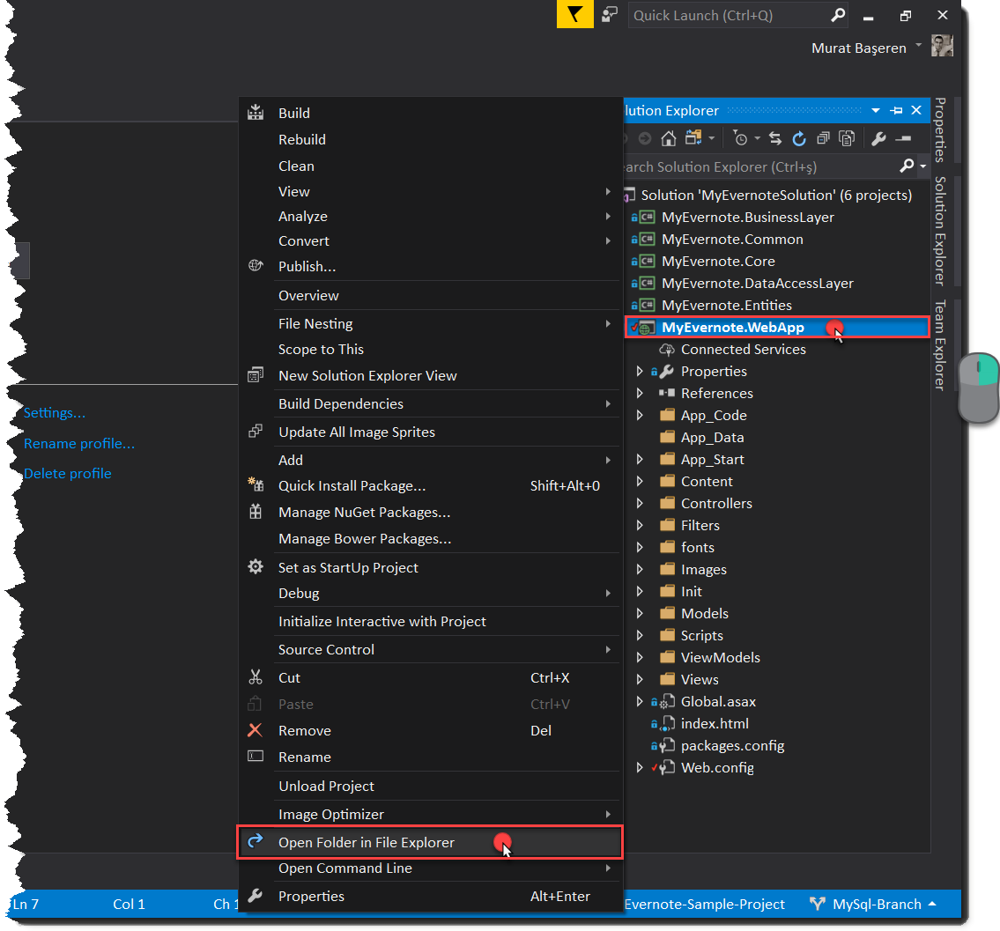 Quick Launch (Ctrl+Q)
Murat Başeren
Build
Rebuild
Clean
View
Analyze
Convert
Publish...
Overview
File Nesting
Scope to This
New Solution Explorer View
Build Dependencies
Update All Image Sprites
Add
Quick Install Package... Shift+Alt+0
Manage NuGet Packages...
Manage Bower Packages...
Set as StartUp Project
Debug
Initialize Interactive with Project
Source Control
Cut Ctrl+X
Paste Ctrl+V
Remove Del
Rename
Unload Project
Image Optimizer
Open Folder in File Explorer
Open Command Line
Properties Alt+Enter
Settings...
Rename profile...
Delete profile
lution Explorer
earch Solution Explorer (Ctrl+ş)
Solution 'MyEvernoteSolution' (6 projects)
C# MyEvernote.BusinessLayer
C# MyEvernote.Common
C# MyEvernote.Core
C# MyEvernote.DataAccessLayer
C# MyEvernote.Entities
MyEvernote.WebApp
Connected Services
Properties
References
App_Code
App_Data
App_Start
Content
Controllers
Filters
fonts
Images
Init
Models
Scripts
ViewModels
Views
Global.asax
index.html
packages.config
Web.config
Properties
Solution Explorer
Team Explorer
Ln 7 Col 1 Ch 1 Evernote-Sample-Project MySql-Branch